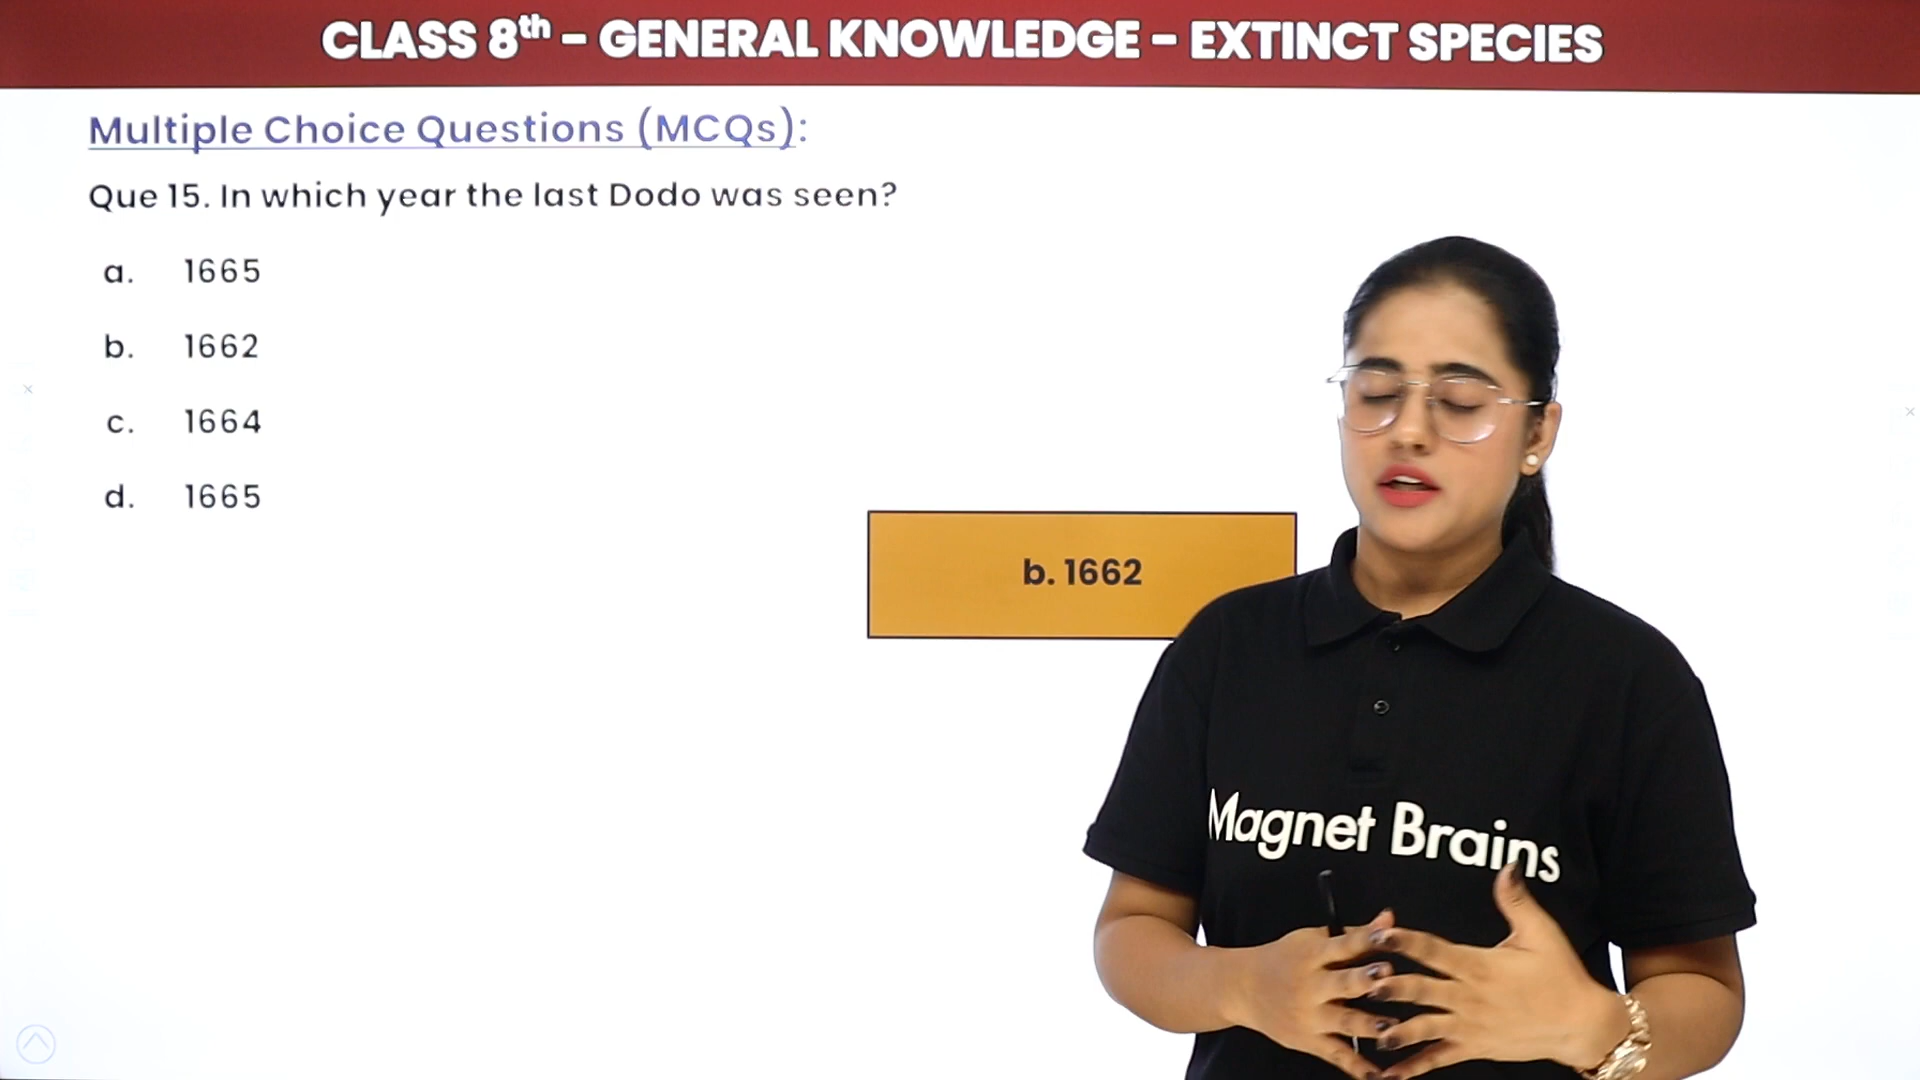 CLASS 8th - GENERAL KNOWLEDGE - EXTINCT SPECIES
Multiple Choice Questions (MCQs):
Que 15. In which year the last Dodo was seen?
a. 1665
b. 1662
c. 1664
d. 1665
b. 1662
Magnet Brains